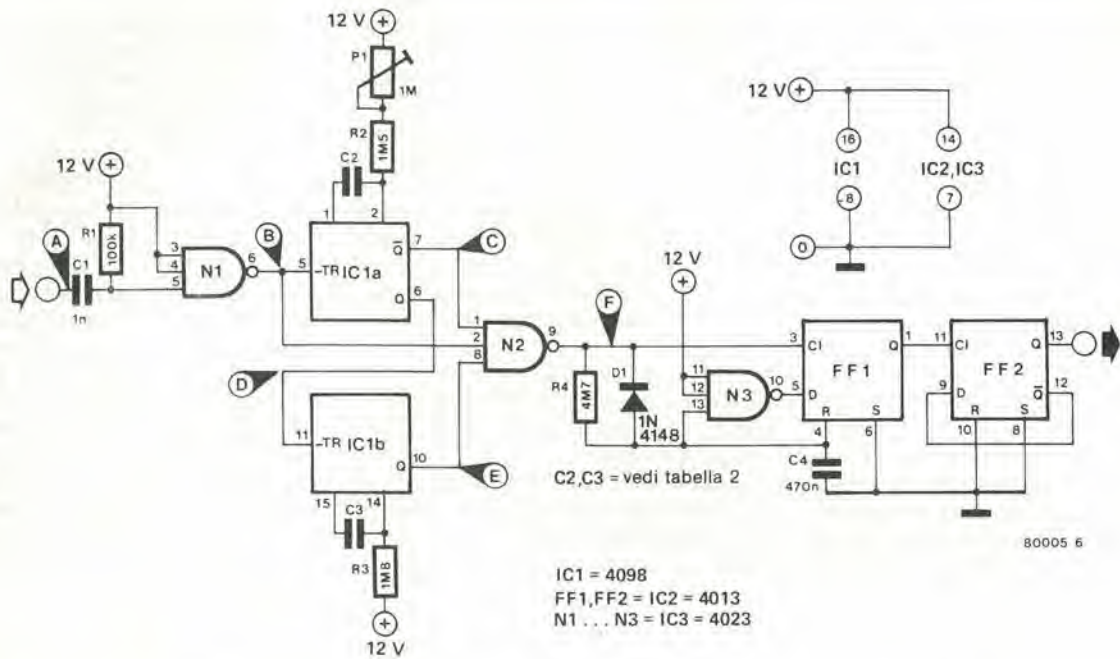 12 V
P1
1M
R2
1M5
C2
1
2
12 V
R1
100k
A
C1
1n
3
4
5
N1
6
B
5
–TR
IC1a
Q̅
7
C
Q
6
D
11
–TR
IC1b
Q
10
E
15
14
C3
R3
1M8
12 V
1
2
8
N2
9
F
R4
4M7
D1
1N
4148
12 V
11
12
13
N3
10
3
Cl
Q
1
FF1
5
D
R
S
4
6
C4
470n
11
Cl
Q
13
FF2
9
D
Q̅
12
R
S
10
8
12 V
16
14
IC1
IC2,IC3
8
7
0
C2,C3 = vedi tabella 2
80005 6
IC1 = 4098
FF1,FF2 = IC2 = 4013
N1 . . . N3 = IC3 = 4023